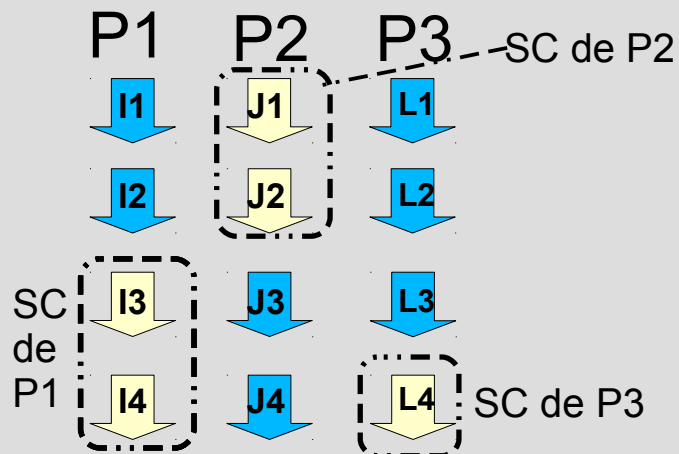 P1 P2 P3
SC de P2
I1 J1 L1
I2 J2 L2
I3 J3 L3
SC
de
P1
I4 J4 L4
SC de P3